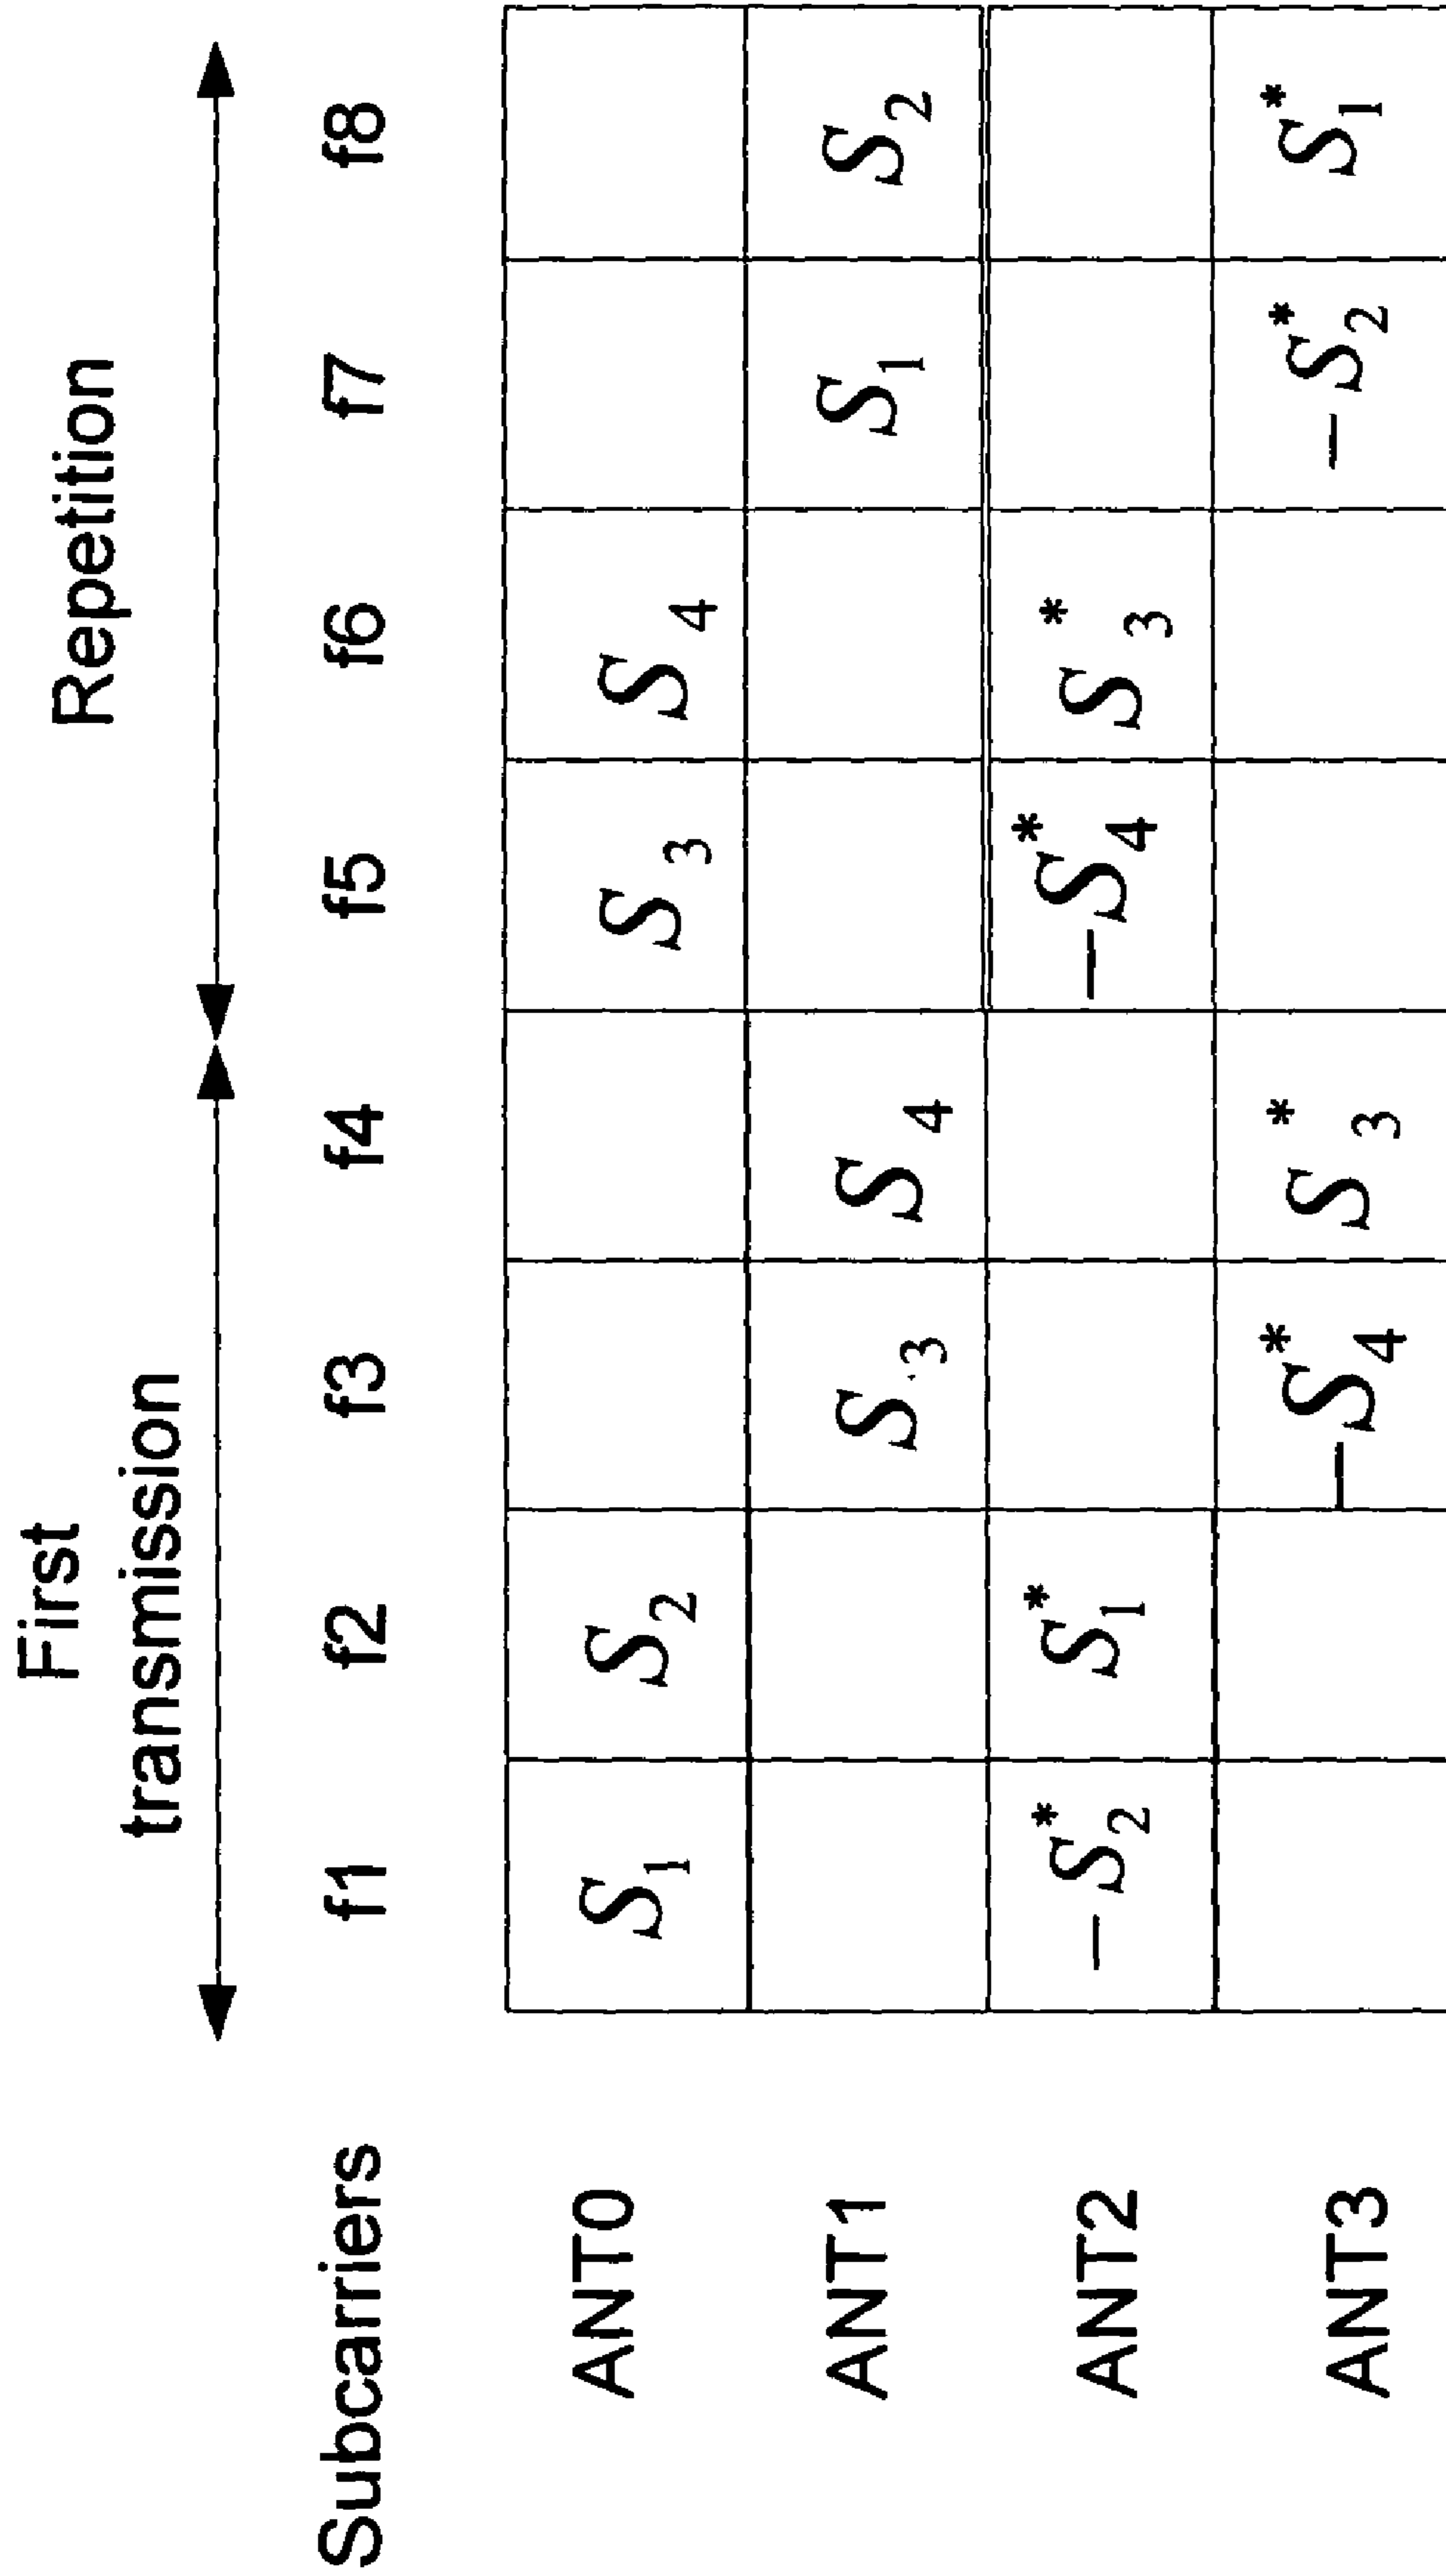 First transmission
Repetition
Subcarriers f1 f2 f3 f4 f5 f6 f7 f8
ANT0 S₁ S₂ S₃ S₄
ANT1 S₃ S₄ S₁ S₂
ANT2 −S₂* S₁* −S₄* S₃*
ANT3 −S₄* S₃* −S₂* S₁*